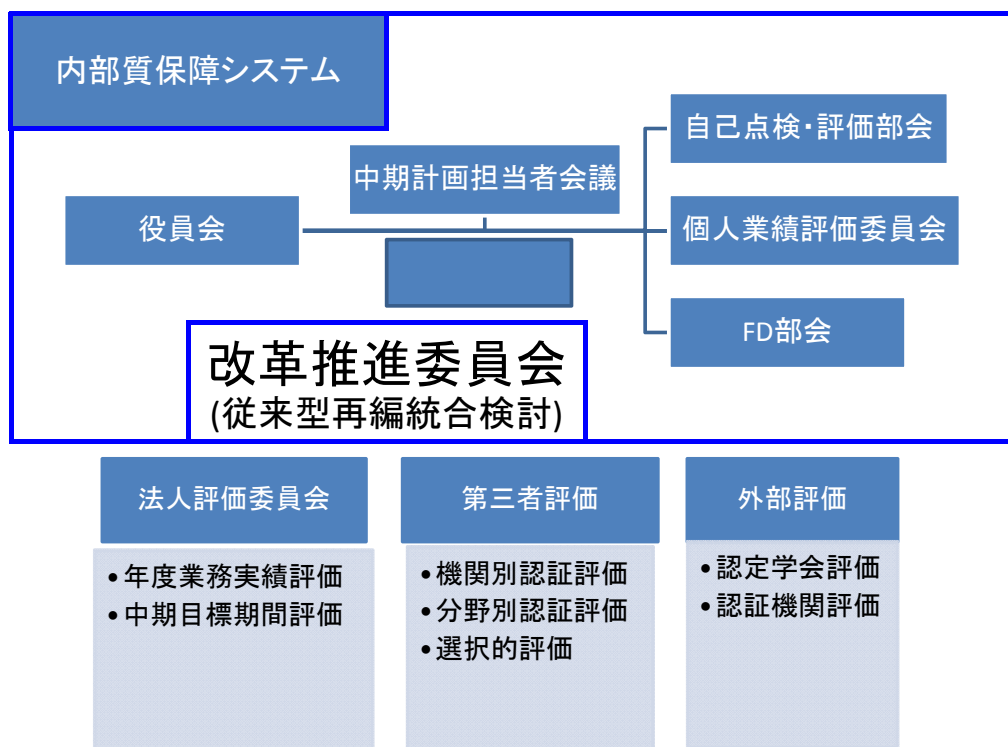 内部質保障システム
中期計画担当者会議
役員会
自己点検・評価部会
個人業績評価委員会
FD部会
改革推進委員会
(従来型再編統合検討)
法人評価委員会
•年度業務実績評価
•中期目標期間評価
第三者評価
•機関別認証評価
•分野別認証評価
•選択的評価
外部評価
•認定学会評価
•認証機関評価